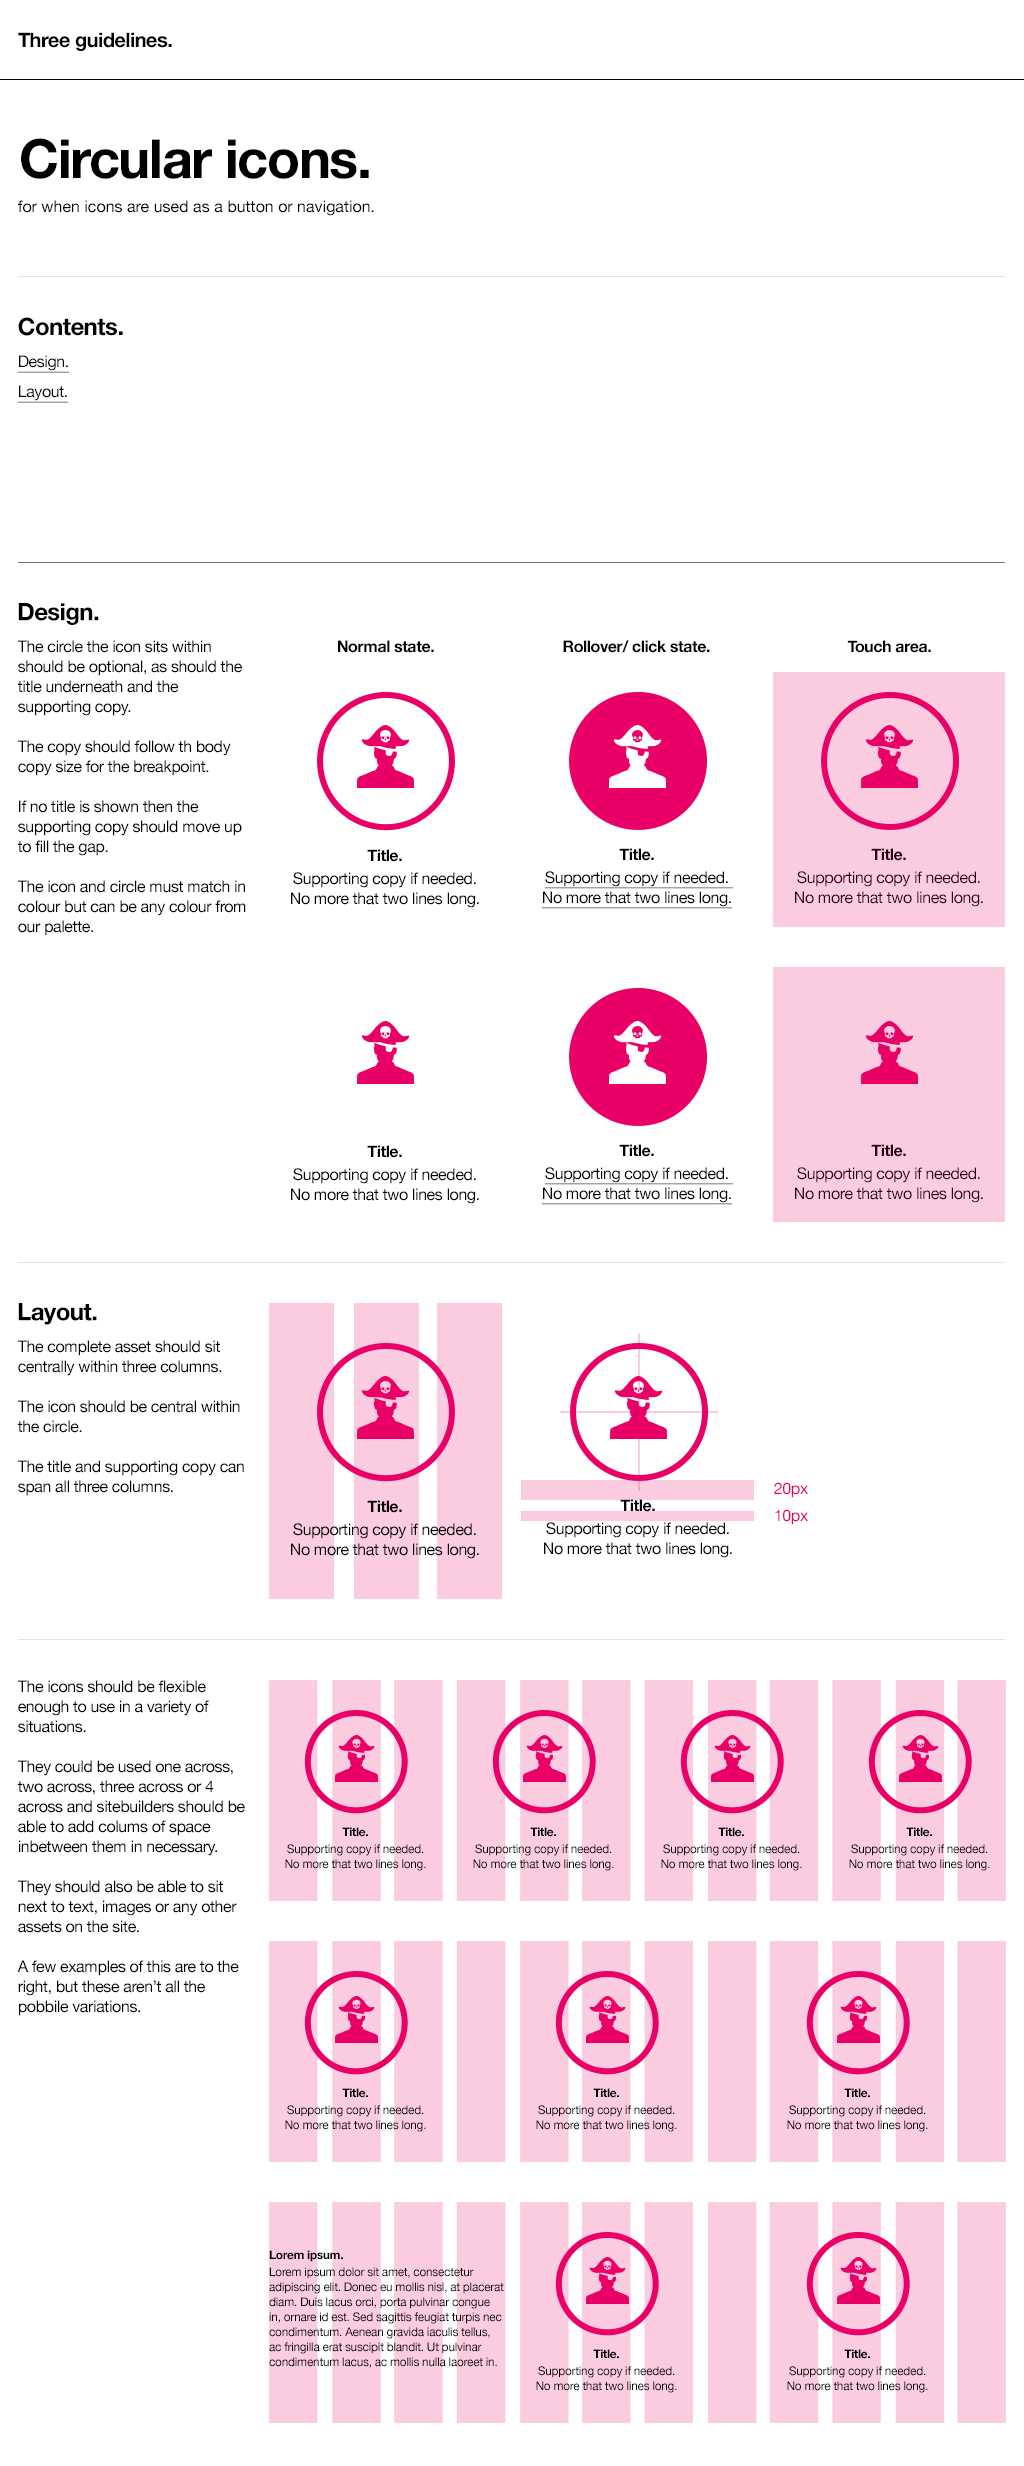 Three guidelines.
Circular icons.
for when icons are used as a button or navigation.
Contents.
Design.
Layout.
Design.
The circle the icon sits within
should be optional, as should the
title underneath and the
supporting copy.
The copy should follow th body
copy size for the breakpoint.
If no title is shown then the
supporting copy should move up
to fill the gap.
The icon and circle must match in
colour but can be any colour from
our palette.
Normal state.
Rollover/ click state.
Touch area.
Title.
Supporting copy if needed.
No more that two lines long.
Title.
Supporting copy if needed.
No more that two lines long.
Title.
Supporting copy if needed.
No more that two lines long.
Title.
Supporting copy if needed.
No more that two lines long.
Title.
Supporting copy if needed.
No more that two lines long.
Title.
Supporting copy if needed.
No more that two lines long.
Layout.
The complete asset should sit
centrally within three columns.
The icon should be central within
the circle.
The title and supporting copy can
span all three columns.
Title.
Supporting copy if needed.
No more that two lines long.
Title.
Supporting copy if needed.
No more that two lines long.
20px
10px
The icons should be flexible
enough to use in a variety of
situations.
They could be used one across,
two across, three across or 4
across and sitebuilders should be
able to add colums of space
inbetween them in necessary.
They should also be able to sit
next to text, images or any other
assets on the site.
A few examples of this are to the
right, but these aren't all the
pobbile variations.
Title.
Supporting copy if needed.
No more that two lines long.
Title.
Supporting copy if needed.
No more that two lines long.
Title.
Supporting copy if needed.
No more that two lines long.
Title.
Supporting copy if needed.
No more that two lines long.
Title.
Supporting copy if needed.
No more that two lines long.
Title.
Supporting copy if needed.
No more that two lines long.
Title.
Supporting copy if needed.
No more that two lines long.
Lorem ipsum.
Lorem ipsum dolor sit amet, consectetur
adipiscing elit. Donec eu mollis nisl, at placerat
diam. Duis lacus orci, porta pulvinar congue
in, ornare id est. Sed sagittis feugiat turpis nec
condimentum. Aenean gravida iaculis tellus,
ac fringilla erat suscipit blandit. Ut pulvinar
condimentum lacus, ac mollis nulla laoreet in.
Title.
Supporting copy if needed.
No more that two lines long.
Title.
Supporting copy if needed.
No more that two lines long.